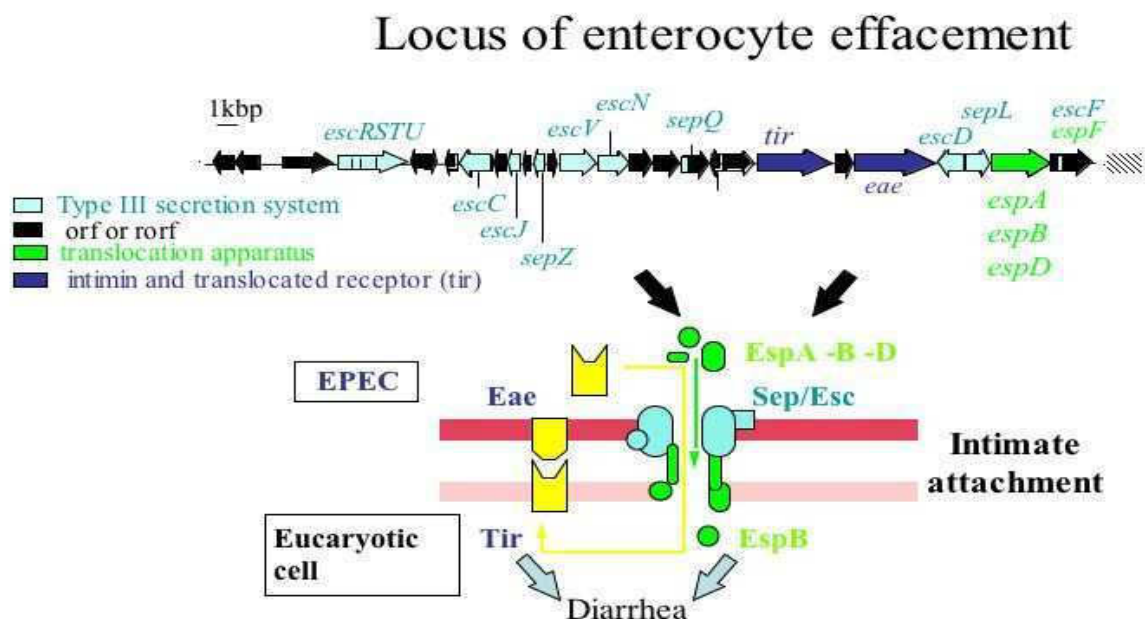 Locus of enterocyte effacement
1kbp
escRSTU
escV
escN
sepQ
tir
escD
sepL
escF
espF
eae
escC
escJ
sepZ
espA
espB
espD
Type III secretion system
orf or rorf
translocation apparatus
intimin and translocated receptor (tir)
EspA -B -D
EPEC
Eae
Sep/Esc
Intimate
attachment
Eucaryotic
cell
Tir
EspB
Diarrhea